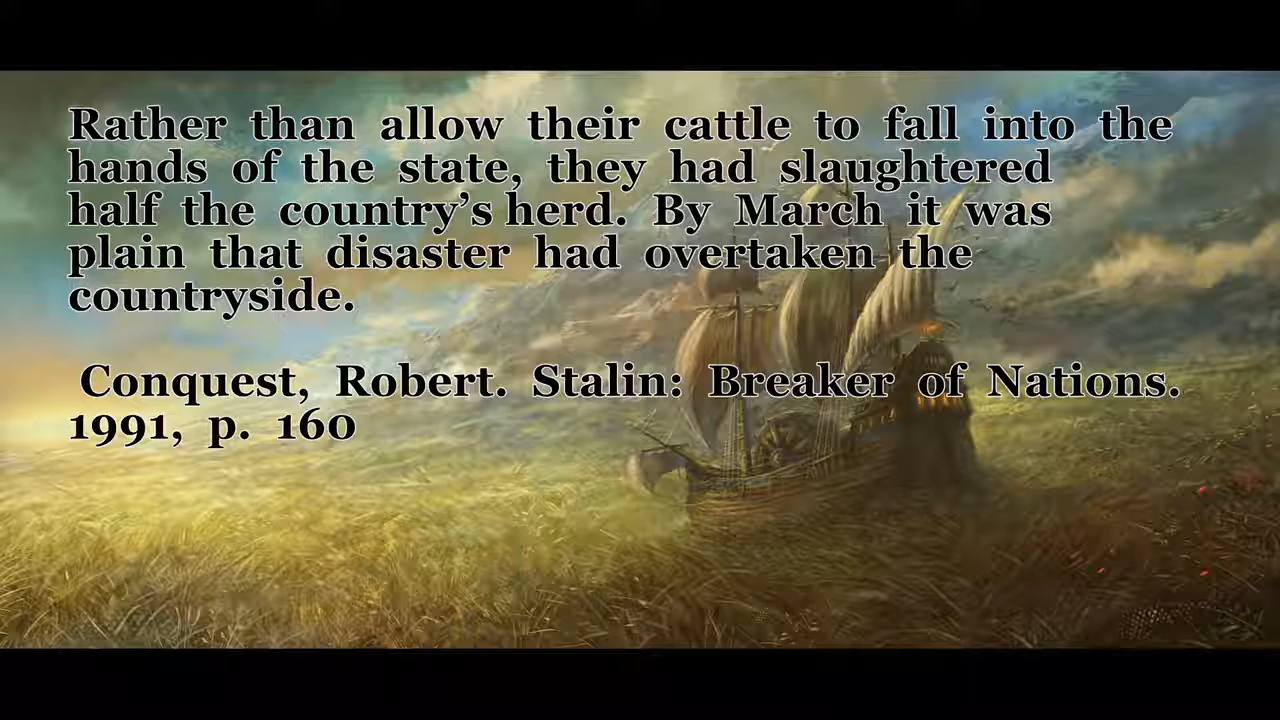 Rather than allow their cattle to fall into the
hands of the state, they had slaughtered
half the country’s herd. By March it was
plain that disaster had overtaken the
countryside.
Conquest, Robert. Stalin: Breaker of Nations.
1991, p. 160